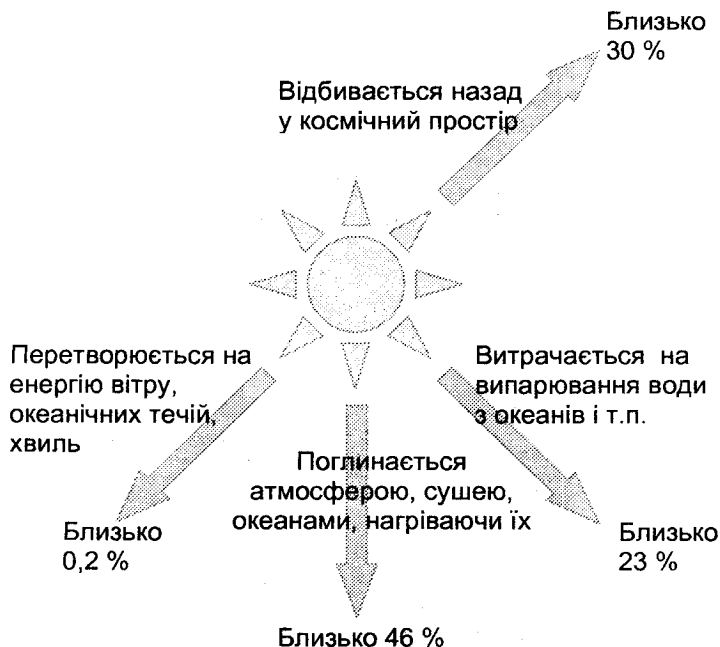 Близько
30 %
Відбивається назад
у космічний простір
Перетворюється на
енергію вітру,
океанічних течій,
хвиль
Витрачається на
випарювання води
з океанів і т.п.
Поглинається
атмосферою, сушею,
океанами, нагріваючи їх
Близько
0,2 %
Близько
23 %
Близько 46 %